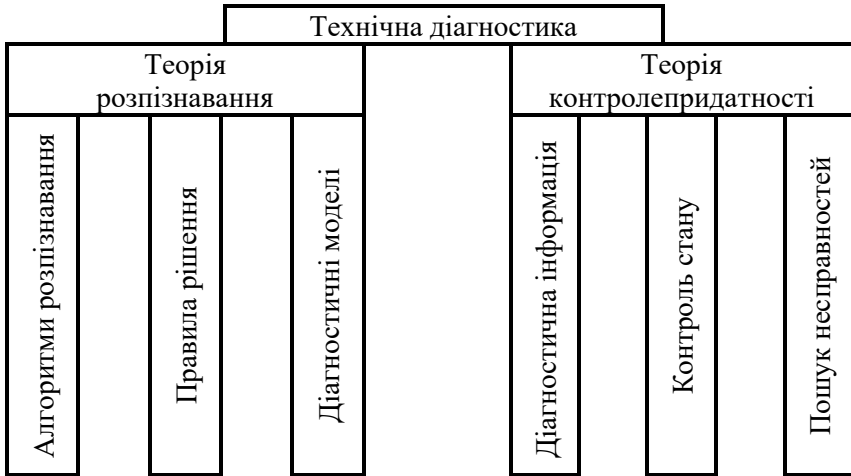 Технічна діагностика
Теорія
розпізнавання
Теорія
контролепридатності
Алгоритми розпізнавання
Правила рішення
Діагностичні моделі
Діагностична інформація
Контроль стану
Пошук несправностей